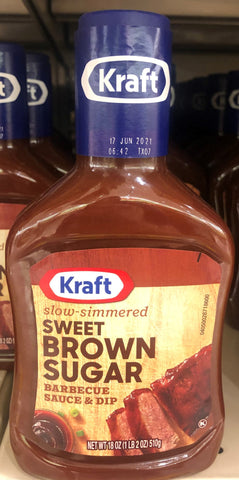 Kraft
17 JUN 2021
06:42 TX07
Kraft
slow-simmered
SWEET
BROWN
SUGAR
BARBECUE
SAUCE & DIP
NET WT 18 OZ (1 LB 2 OZ) 510g
K